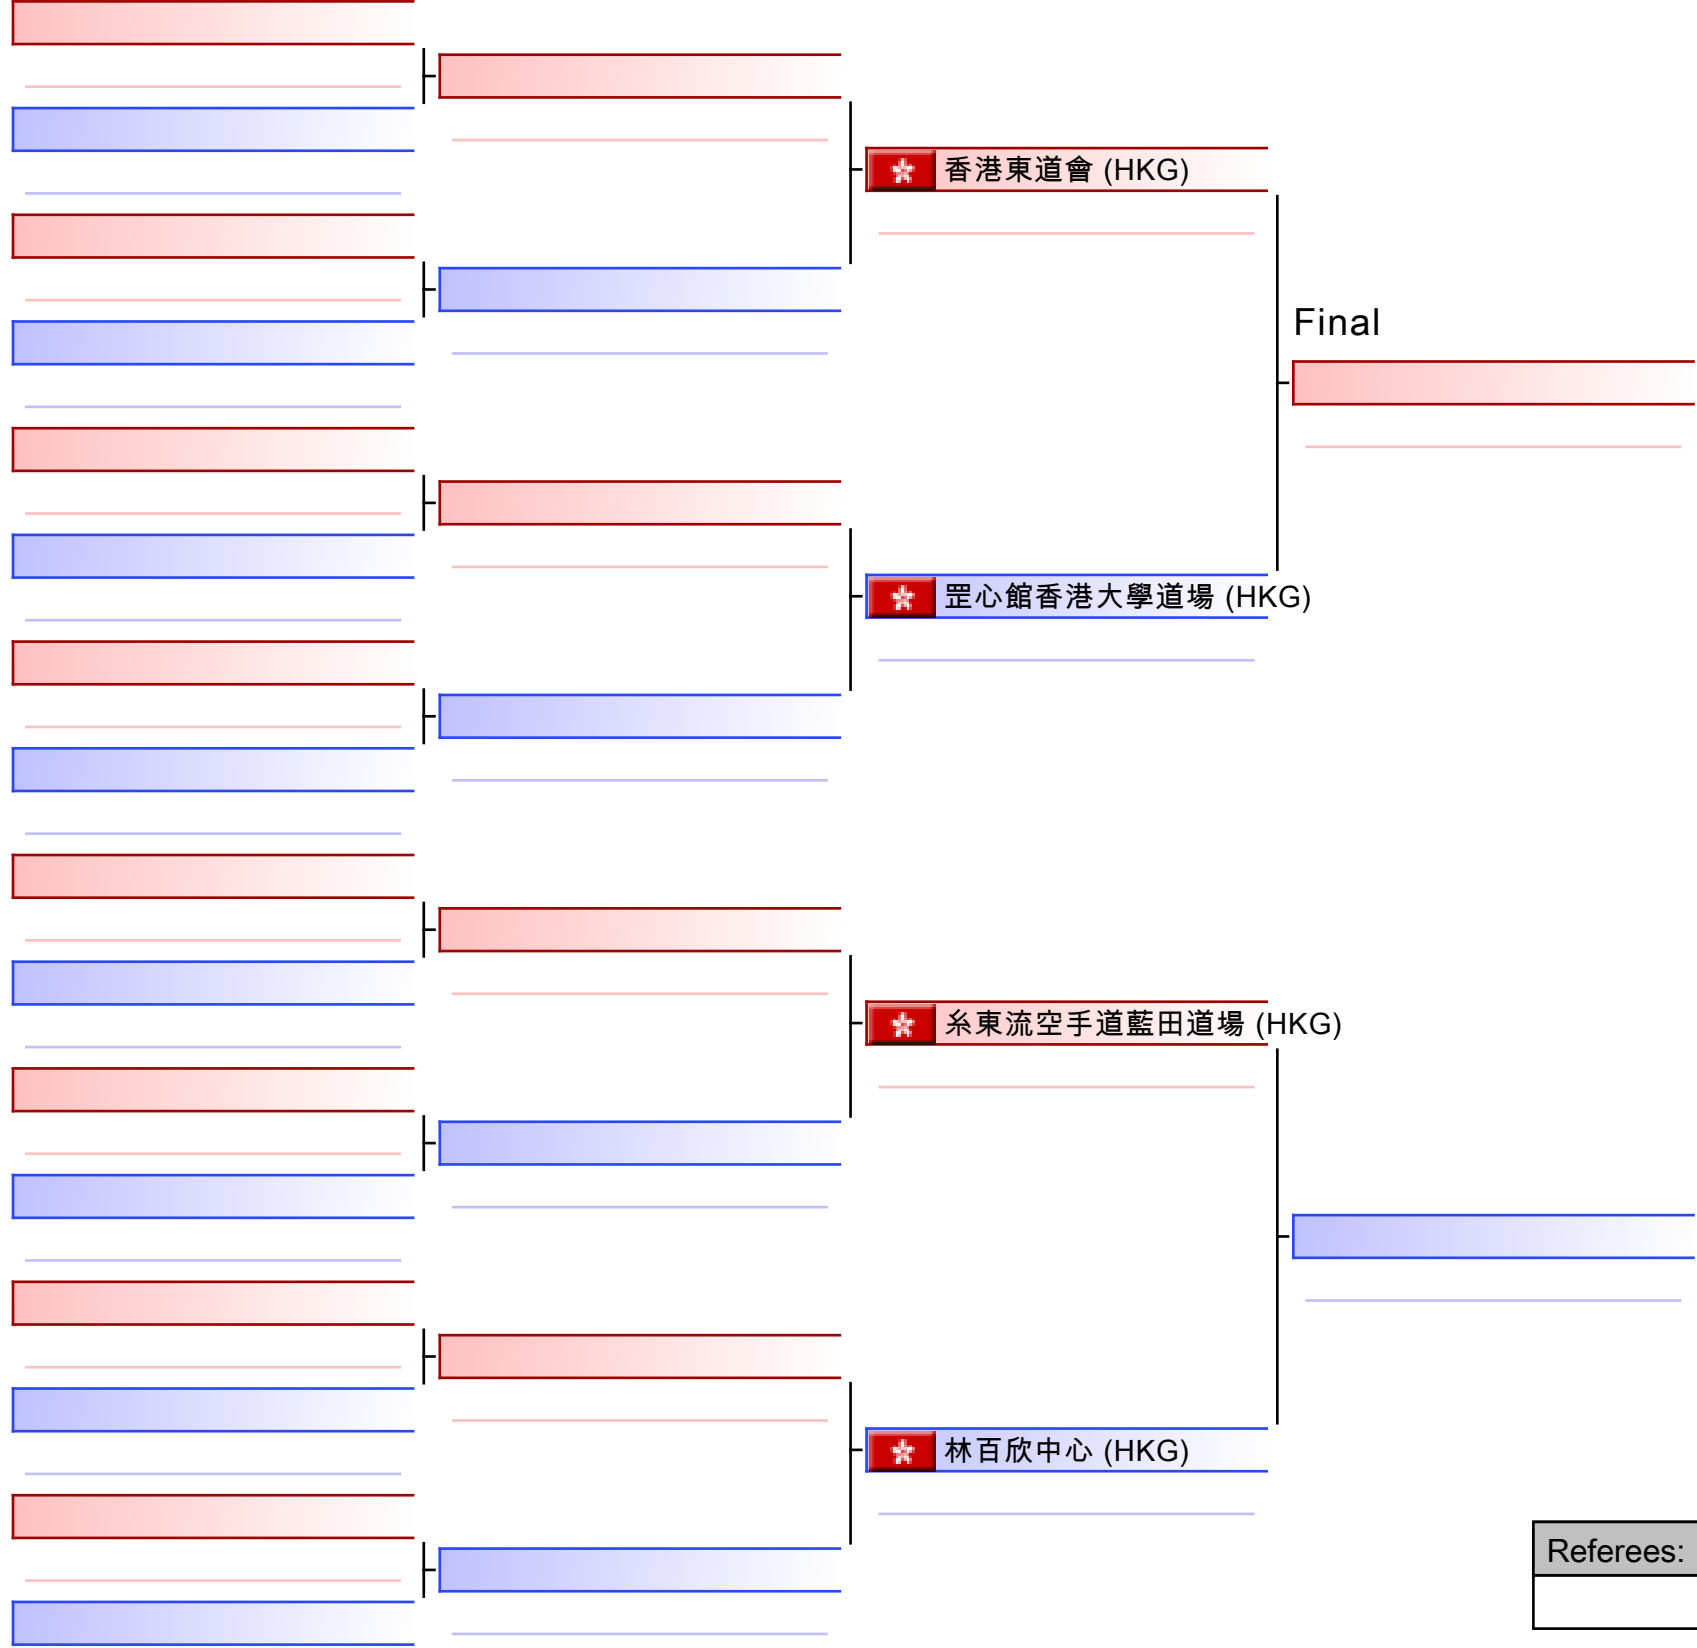 香港東道會 (HKG)
Final
罡心館香港大學道場 (HKG)
糸東流空手道藍田道場 (HKG)
林百欣中心 (HKG)
Referees: